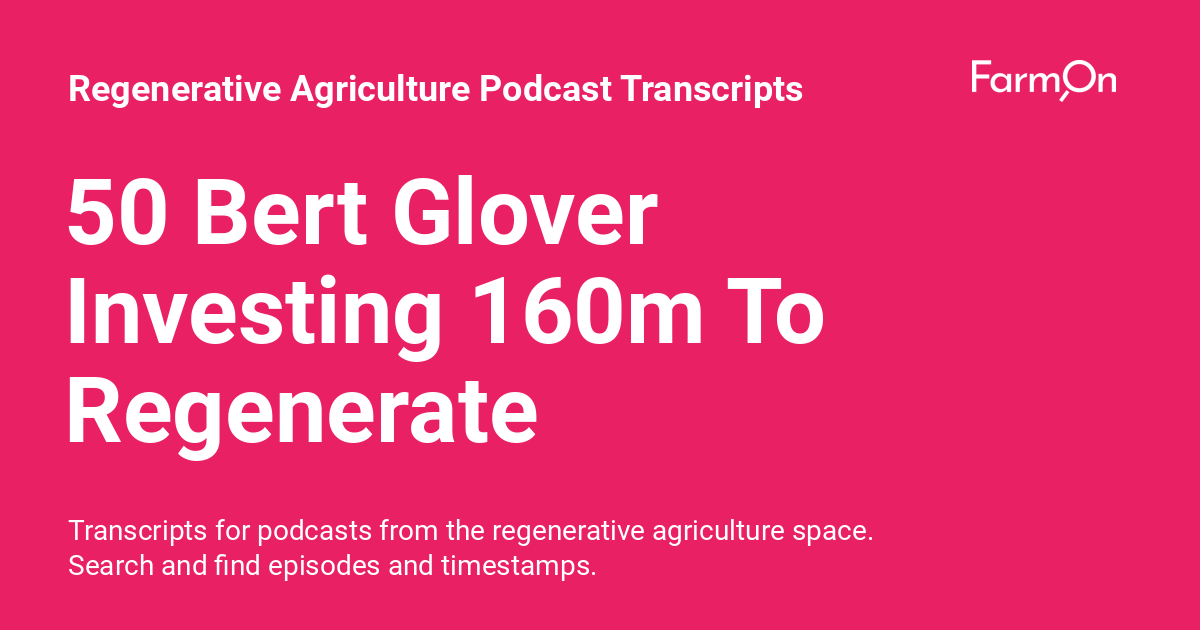 Regenerative Agriculture Podcast Transcripts
FarmOn
50 Bert Glover
Investing 160m To
Regenerate
Transcripts for podcasts from the regenerative agriculture space.
Search and find episodes and timestamps.